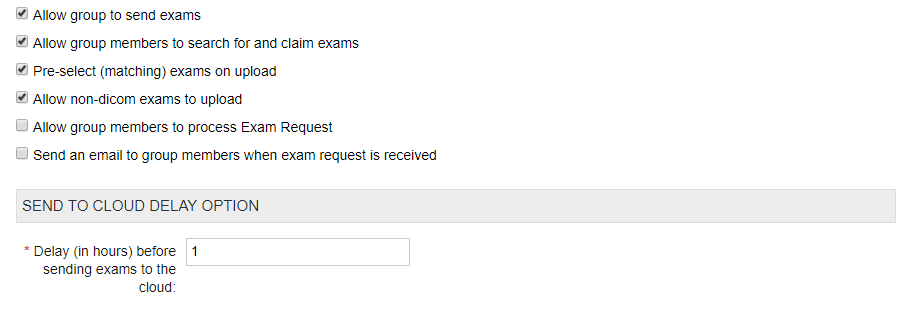 Allow group to send exams
Allow group members to search for and claim exams
Pre-select (matching) exams on upload
Allow non-dicom exams to upload
Allow group members to process Exam Request
Send an email to group members when exam request is received
SEND TO CLOUD DELAY OPTION
* Delay (in hours) before
sending exams to the
cloud:
1